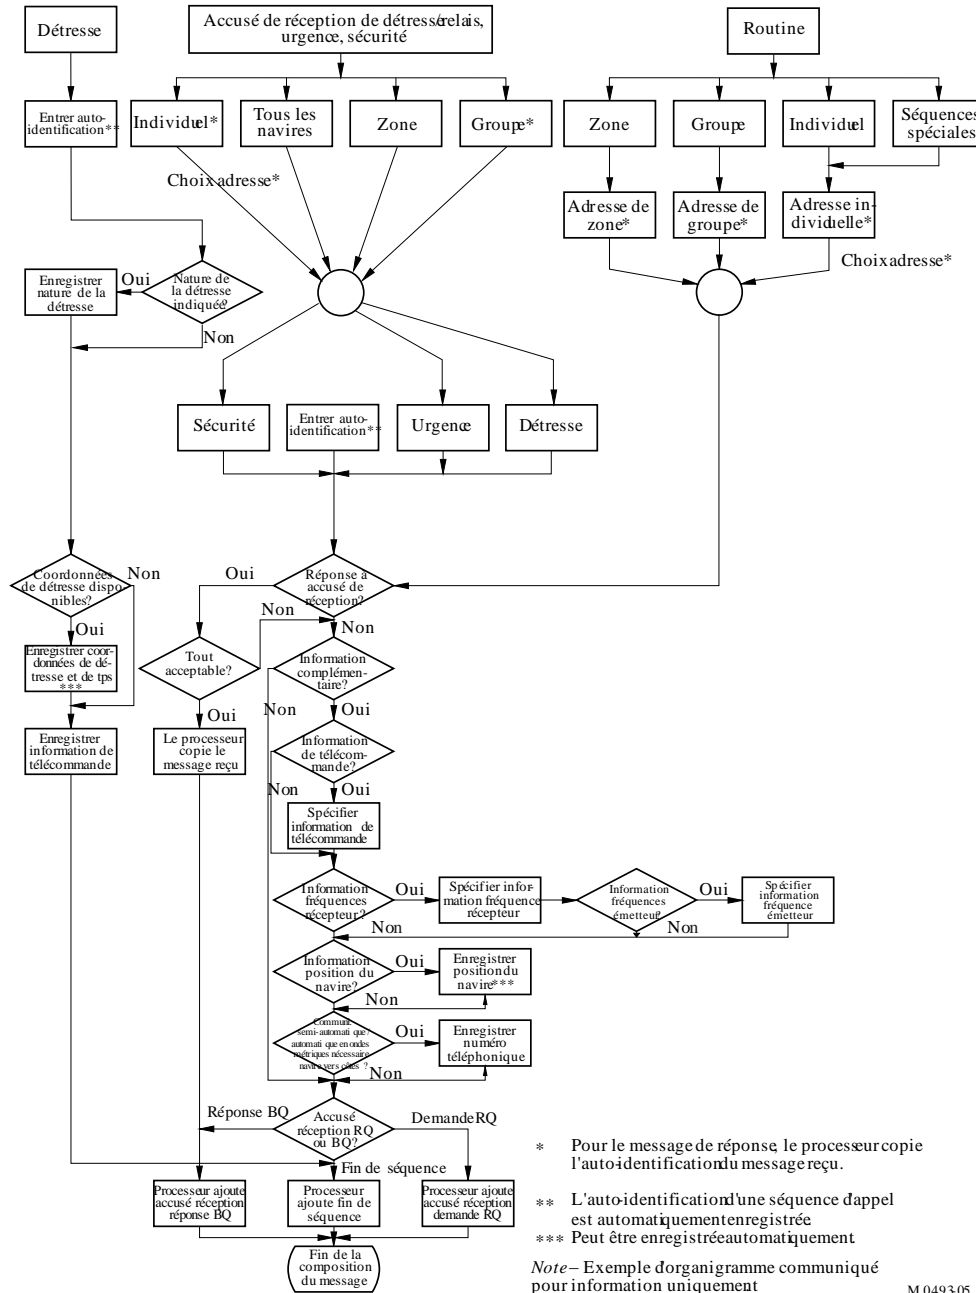 Détresse
Accusé de réception de détresse/relais,
urgence, sécurité
Routine
Entrer auto-
identification**
Individuel*
Tous les
navires
Zone
Groupe*
Zone
Groupe
Individuel
Séquences
spéciales
Choix adresse*
Adresse de
zone*
Adresse de
groupe*
Adresse in-
dividuelle*
Choix adresse*
Enregistrer
nature de la
détresse
Oui
Nature de
la détresse
indiquée?
Non
Sécurité
Entrer auto-
identification**
Urgence
Détresse
Coordonnées
de détresse dispo-
nibles?
Non
Oui
Oui
Réponse à
accusé de
réception?
Non
Non
Enregistrer coor-
données de dé-
tresse et de tps
***
Tout
acceptable?
Information
complémen-
taire?
Oui
Non
Oui
Enregistrer
information de
télécommande
Le processeur
copie le
message reçu
Information
de télécom-
mande?
Non
Oui
Spécifier
information de
télécommande
Information
fréquences
récepteur?
Oui
Spécifier infor-
mation fréquence
récepteur
Information
fréquences
émetteur?
Oui
Spécifier
information
fréquence
émetteur
Non
Non
Information
position du
navire?
Oui
Enregistrer
position du
navire***
Non
Commut.
semi-automatique/
automatique en ondes
métriques nécessaire
navire vers côtes ?
Oui
Enregistrer
numéro
téléphonique
Non
Réponse BQ
Accusé
réception RQ
ou BQ?
Demande RQ
Fin de séquence
Processeur ajoute
accusé réception
réponse BQ
Processeur
ajoute fin de
séquence
Processeur ajoute
accusé réception
demande RQ
Fin de la
composition
du message
* Pour le message de réponse, le processeur copie
l'auto-identification du message reçu.
** L'auto-identification d'une séquence d'appel
est automatiquement enregistrée.
*** Peut être enregistrée automatiquement.
Note – Exemple d'organigramme communiqué
pour information uniquement
M.0493-05